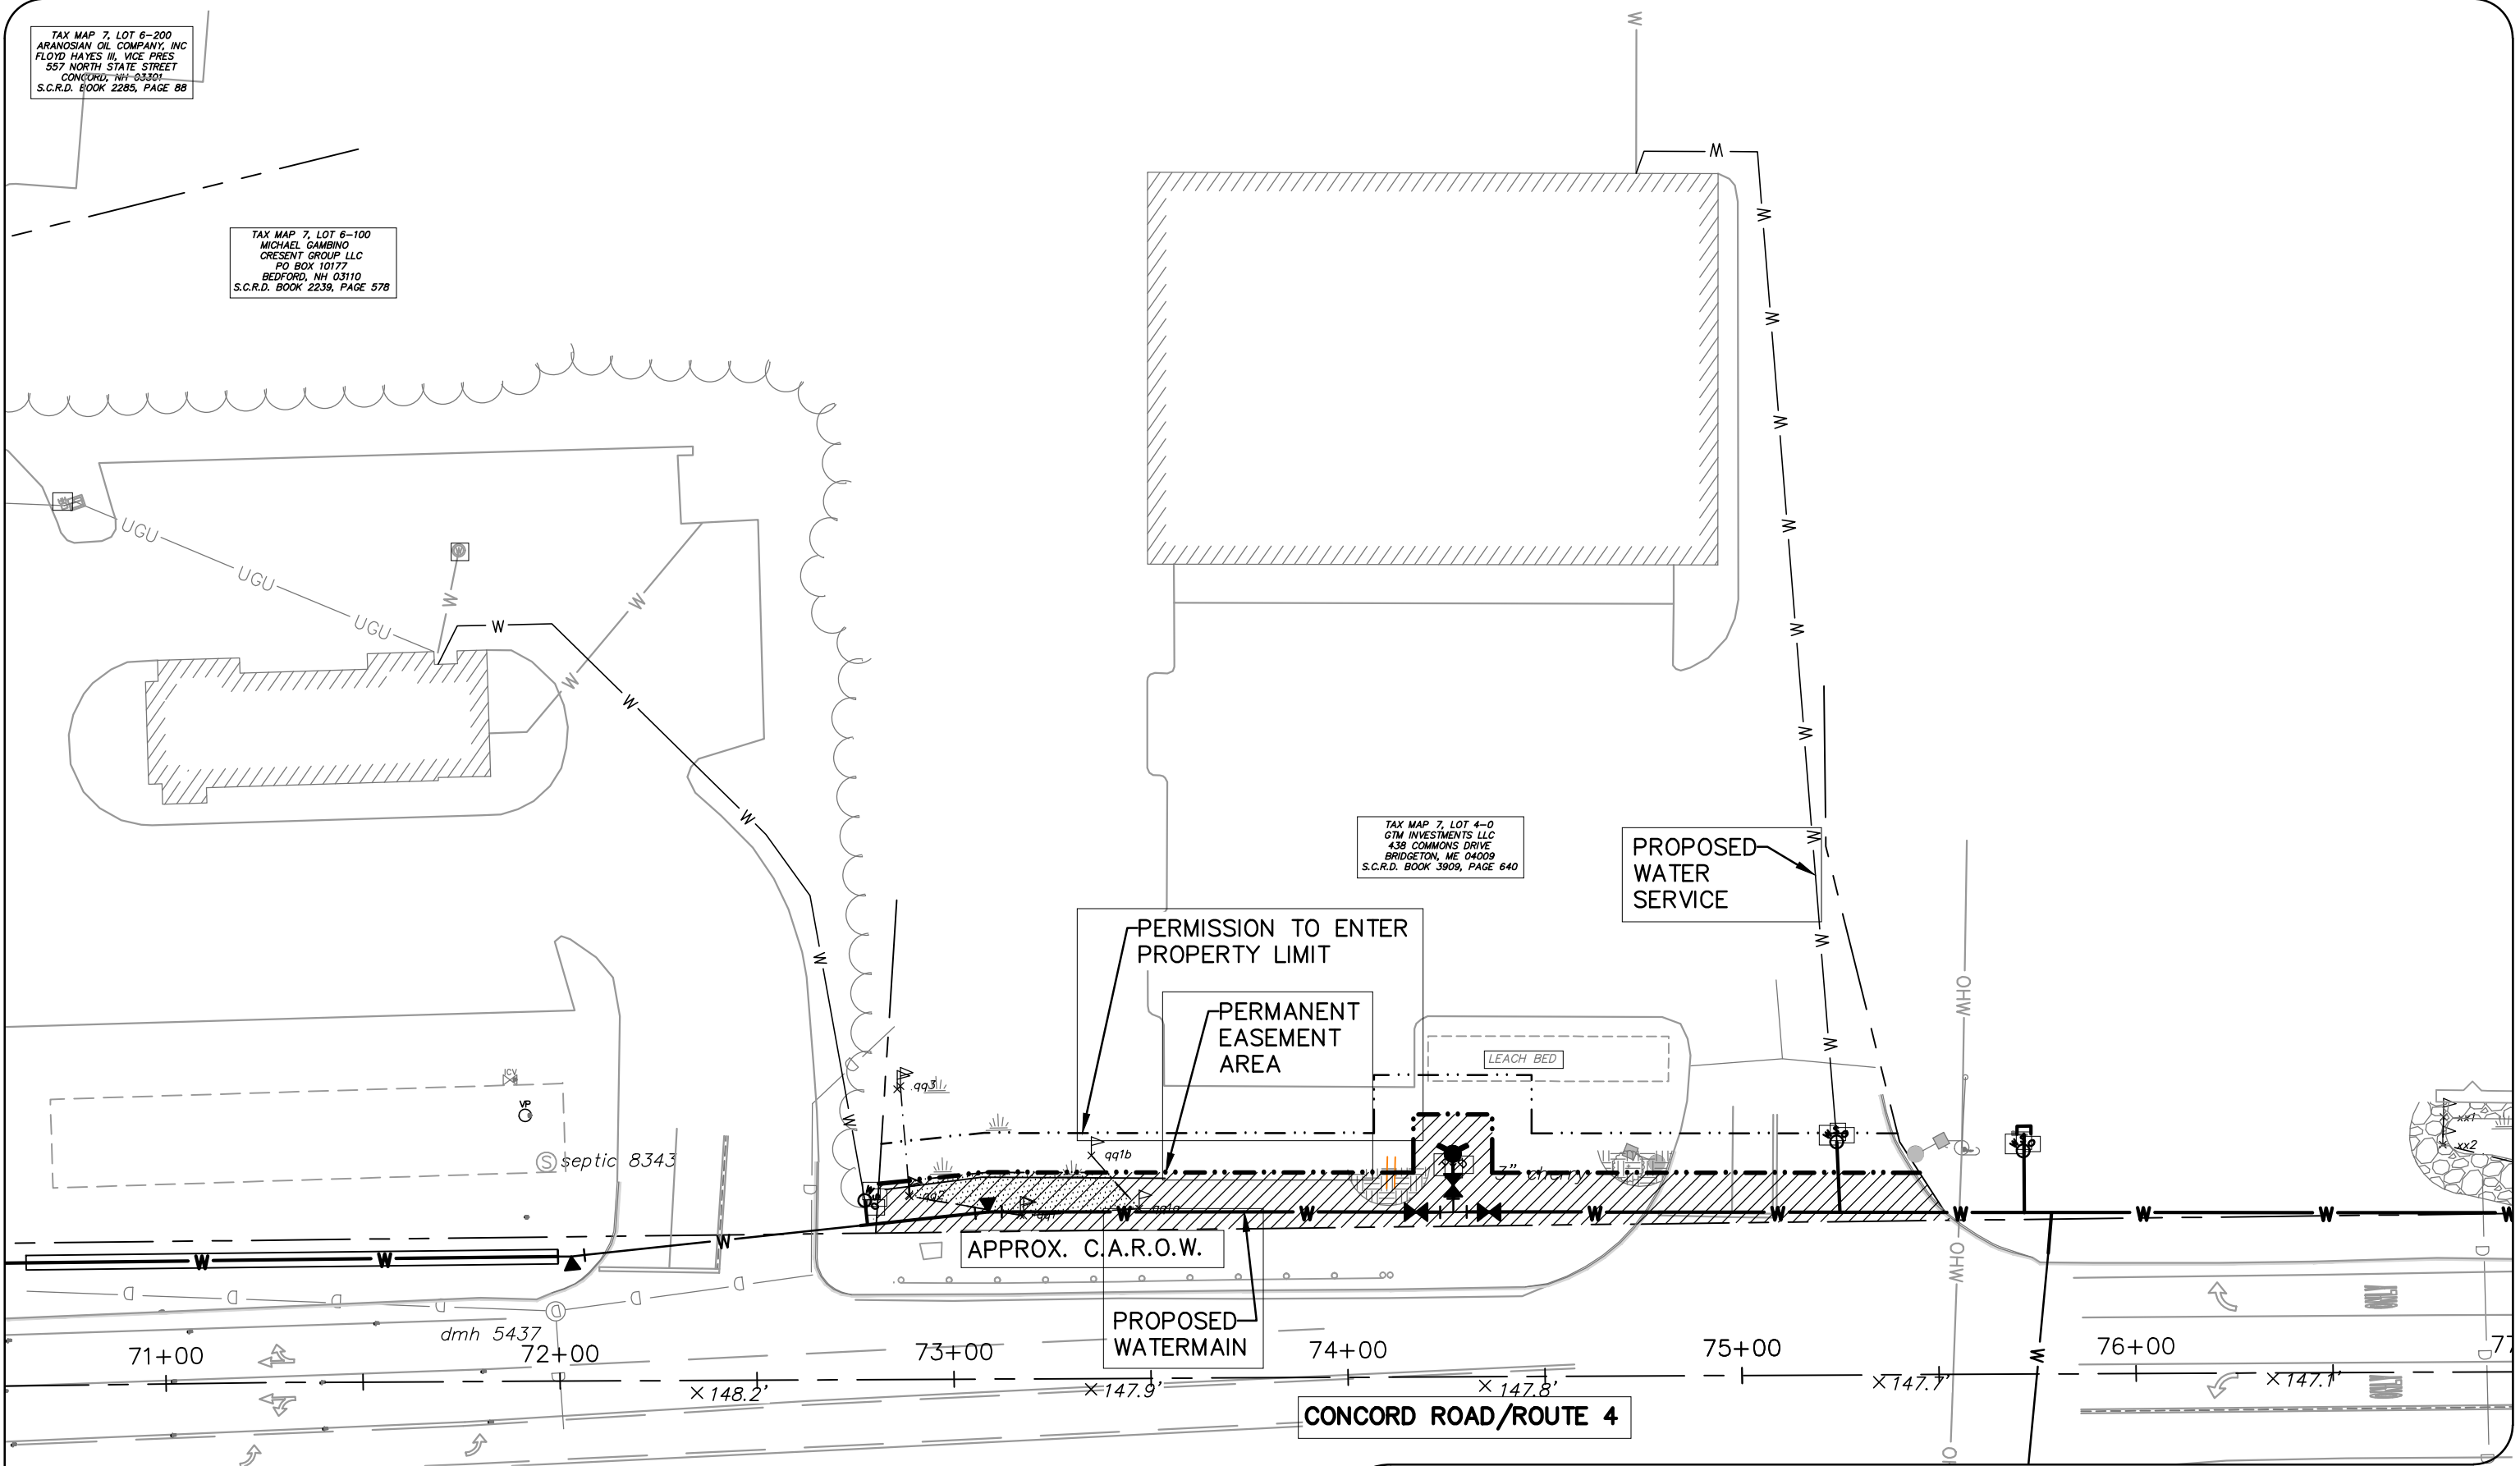 TAX MAP 7, LOT 6-200
ARANOSIAN OIL COMPANY, INC
FLOYD HAYES III, VICE PRES
557 NORTH STATE STREET
CONCORD, NH 03301
S.C.R.D. BOOK 2285, PAGE 88
W
W
TAX MAP 7, LOT 6-100
MICHAEL GAMBINO
CRESENT GROUP LLC
PO BOX 10177
BEDFORD, NH 03110
S.C.R.D. BOOK 2239, PAGE 578
W
W
W
W
UGU
UGU
UGU
W
W
W
W
W
W
W
W
W
W
TAX MAP 7, LOT 4-0
GTM INVESTMENTS LLC
438 COMMONS DRIVE
BRIDGETON, ME 04009
S.C.R.D. BOOK 3909, PAGE 640
PROPOSED
WATER
SERVICE
PERMISSION TO ENTER
PROPERTY LIMIT
W
W
OHW
PERMANENT
EASEMENT
AREA
W
LEACH BED
ICV
VP
qq3
W
xx1
xx2
S septic 8343
qq1b
3" cherry
D
qq2
qq1
qq1a
W
W
W
W
W
W
W
W
W
W
W
APPROX. C.A.R.O.W.
OHW
D
D
D
D
D
D
D
D
PROPOSED
WATERMAIN
dmh 5437
71+00
72+00
73+00
74+00
75+00
76+00
77
W
D
D
148.2'
147.9'
147.8'
147.7'
147.1'
CONCORD ROAD/ROUTE 4
D